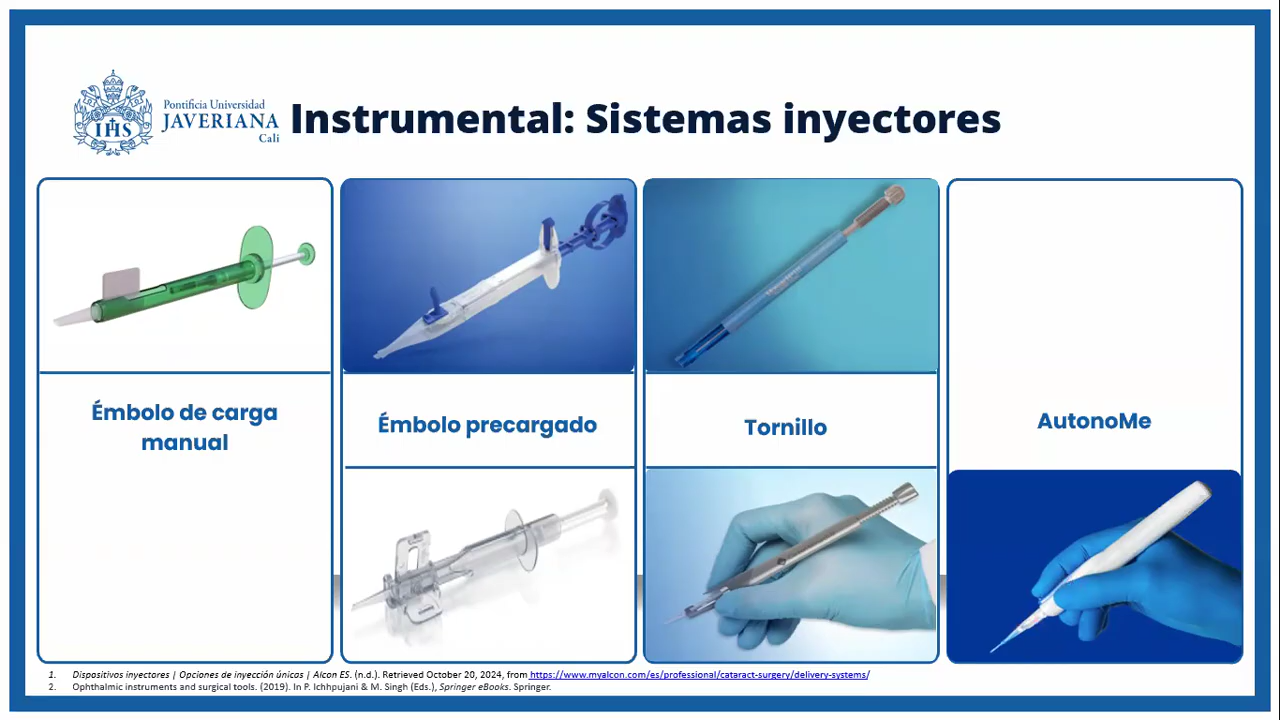 Pontificia Universidad
JAVERIANA
Cali
IHS
Instrumental: Sistemas inyectores
Émbolo de carga
manual
Émbolo precargado
Tornillo
AutonoMe
1. Dispositivos inyectores | Opciones de inyección únicas | Alcon ES. (n.d.). Retrieved October 20, 2024, from https://www.myalcon.com/es/professional/cataract-surgery/delivery-systems/
2. Ophthalmic instruments and surgical tools. (2019). In P. Ichhpujani & M. Singh (Eds.), Springer eBooks. Springer.